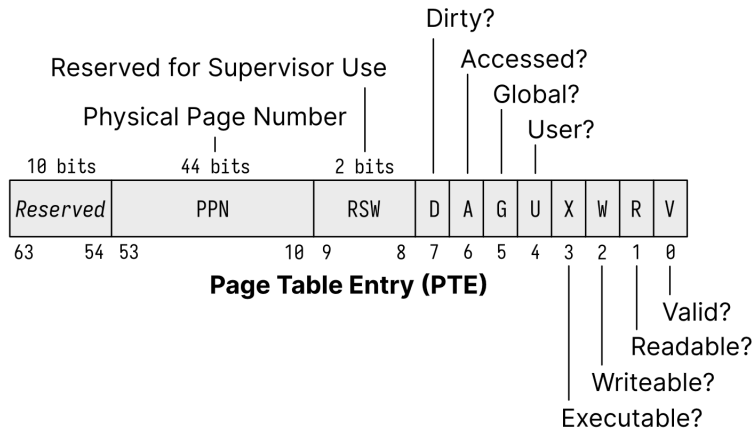 Dirty?
Reserved for Supervisor Use
Accessed?
Global?
Physical Page Number
User?
10 bits 44 bits 2 bits
Reserved PPN RSW D A G U X W R V
63 54 53 10 9 8 7 6 5 4 3 2 1 0
Page Table Entry (PTE)
Valid?
Readable?
Writeable?
Executable?